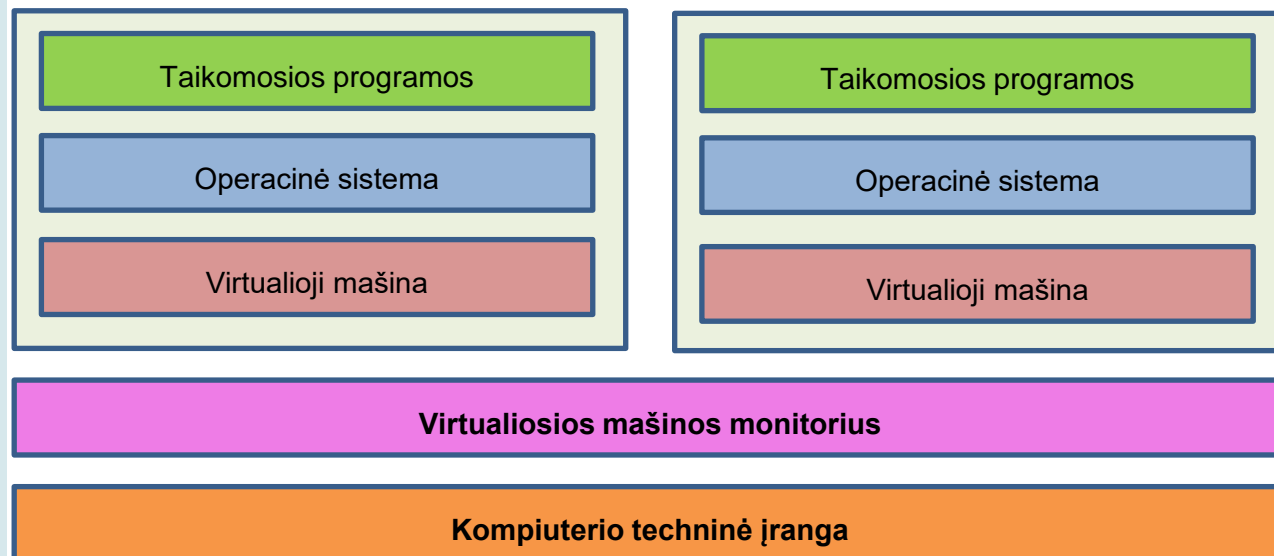 Taikomosios programos
Operacinė sistema
Virtualioji mašina
Taikomosios programos
Operacinė sistema
Virtualioji mašina
Virtualiosios mašinos monitorius
Kompiuterio techninė įranga